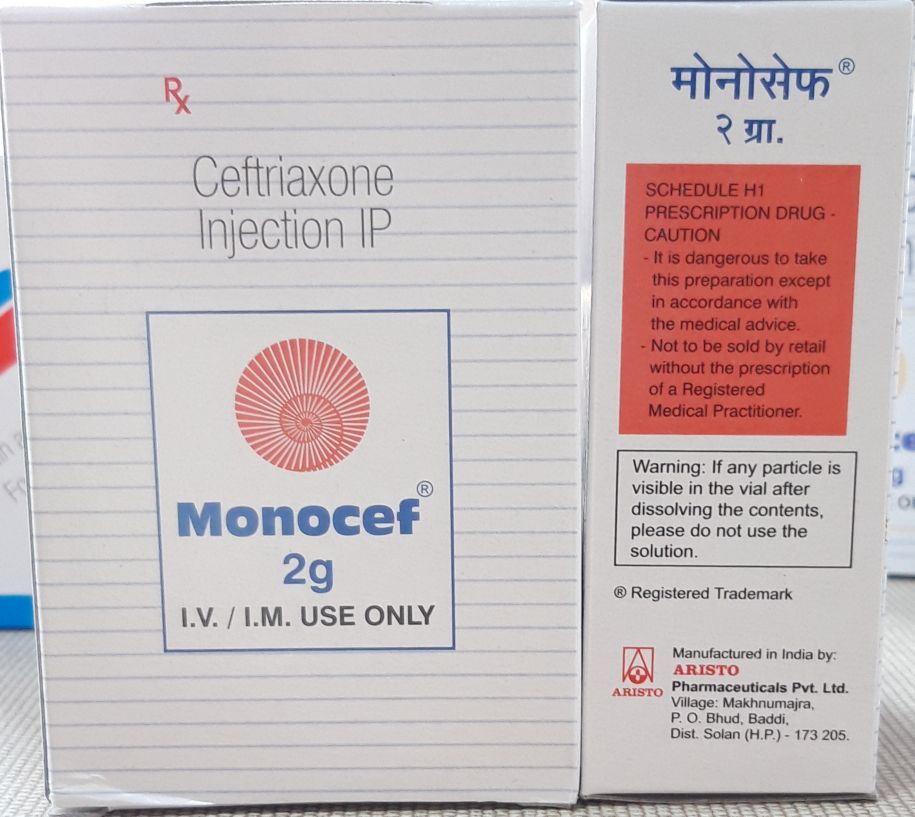 Rx
Ceftriaxone
Injection IP
Monocef®
2g
I.V. / I.M. USE ONLY
मोनोसेफ®
२ ग्रा.
SCHEDULE H1
PRESCRIPTION DRUG -
CAUTION
- It is dangerous to take
this preparation except
in accordance with
the medical advice.
- Not to be sold by retail
without the prescription
of a Registered
Medical Practitioner.
Warning: If any particle is
visible in the vial after
dissolving the contents,
please do not use the
solution.
® Registered Trademark
ARISTO
Manufactured in India by:
ARISTO
Pharmaceuticals Pvt. Ltd.
Village: Makhnumajra,
P. O. Bhud, Baddi,
Dist. Solan (H.P.) - 173 205.